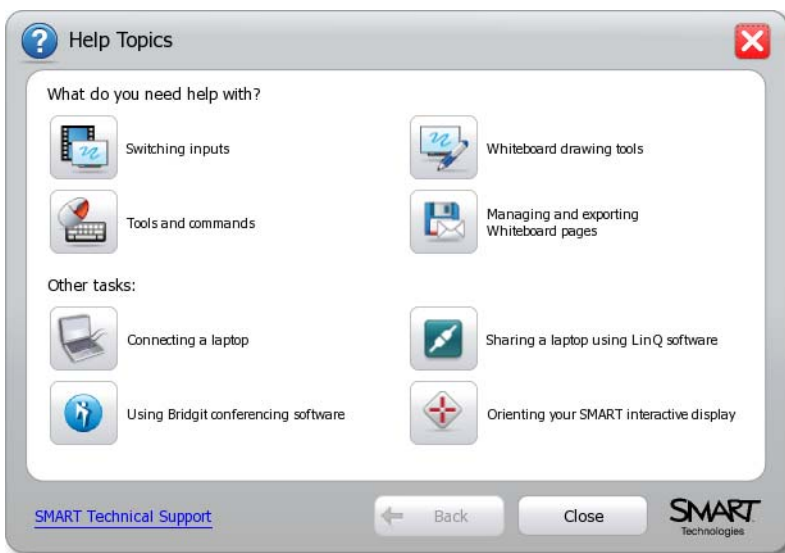 Help Topics
What do you need help with?
Switching inputs
Whiteboard drawing tools
Tools and commands
Managing and exporting
Whiteboard pages
Other tasks:
Connecting a laptop
Sharing a laptop using LinQ software
Using Bridgit conferencing software
Orienting your SMART interactive display
SMART Technical Support
Back
Close
SMART
Technologies